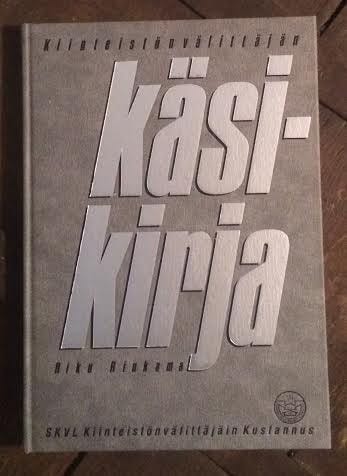 Kiinteistönvälittäjän
käsi-
kirja
Riku Riukama
SKVL Kiinteistönvälittäjäin Kustannus